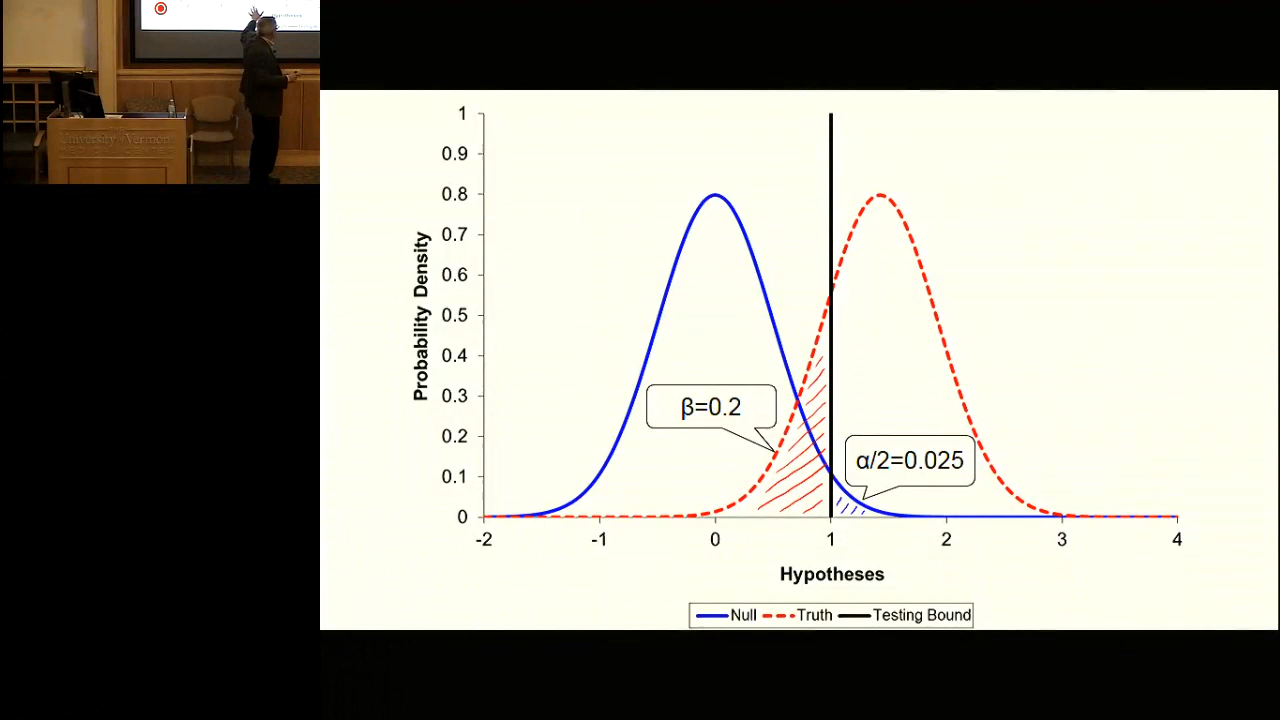 University of Vermont
MEDICAL CENTER
1
0.9
0.8
0.7
0.6
0.5
0.4
0.3
0.2
0.1
0
Probability Density
β=0.2
α/2=0.025
-2 -1 0 1 2 3 4
Hypotheses
Null Truth Testing Bound